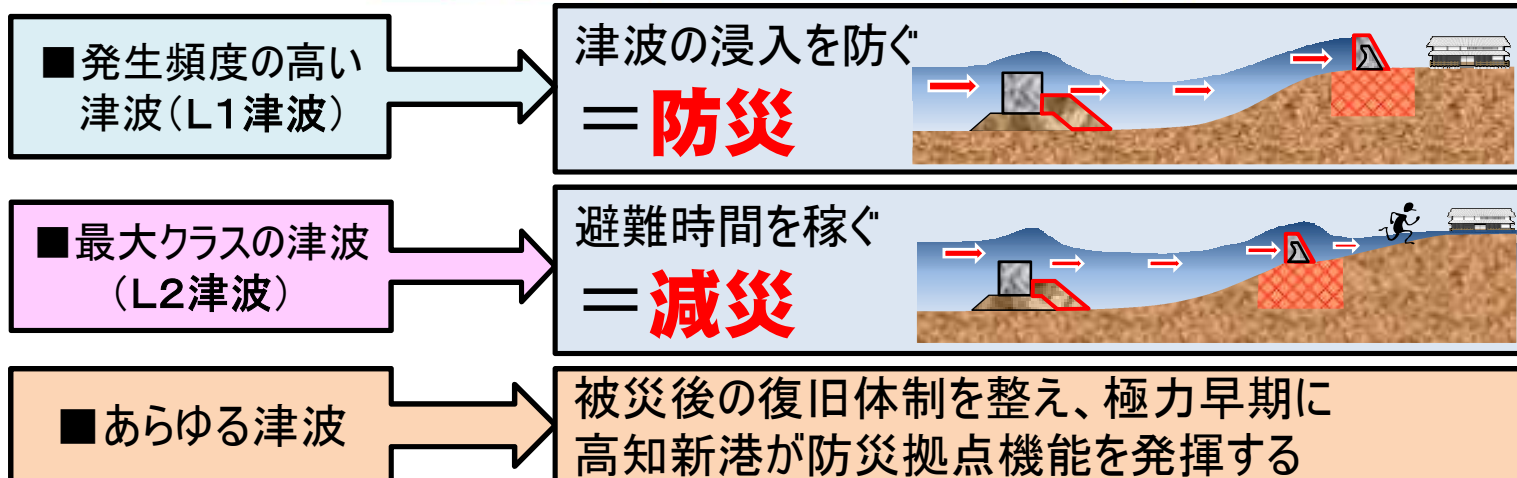 ■発生頻度の高い
津波(L1津波)
津波の浸入を防ぐ
＝防災
■最大クラスの津波
(L2津波)
避難時間を稼ぐ
＝減災
■あらゆる津波
被災後の復旧体制を整え、極力早期に
高知新港が防災拠点機能を発揮する